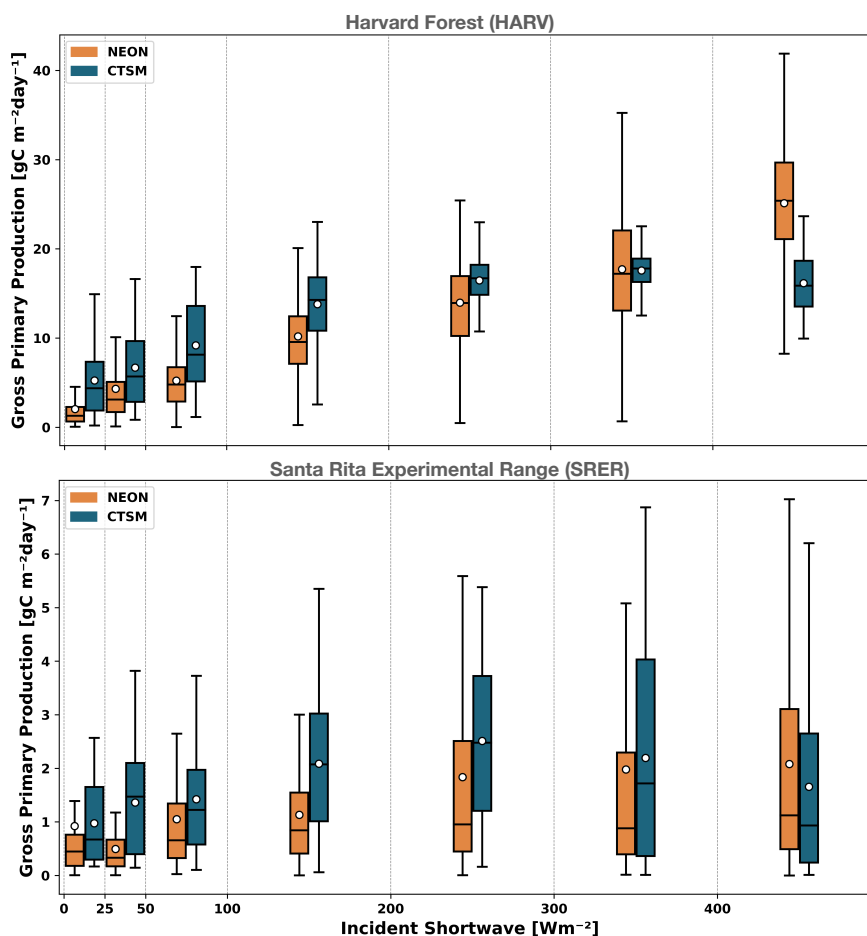 Harvard Forest (HARV)
NEON
CTSM
Gross Primary Production [gC m⁻²day⁻¹]
40
30
20
10
0
Santa Rita Experimental Range (SRER)
NEON
CTSM
Gross Primary Production [gC m⁻²day⁻¹]
7
6
5
4
3
2
1
0
0 25 50 100 200 300 400
Incident Shortwave [Wm⁻²]